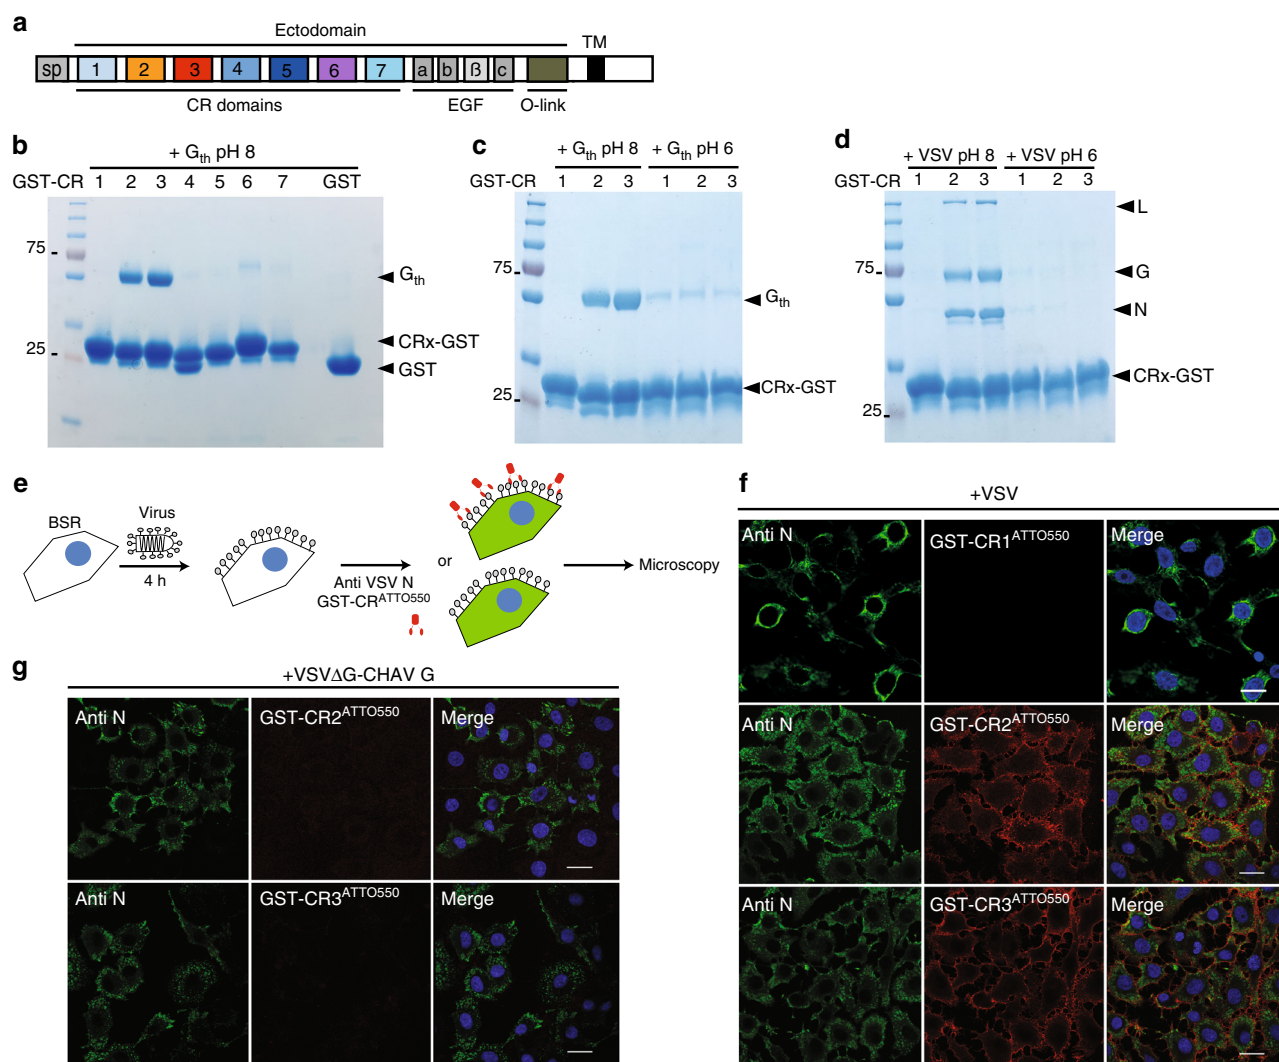 a
Ectodomain
TM
sp 1 2 3 4 5 6 7 a b ß c
CR domains EGF O-link
b
+ Gth pH 8
GST-CR 1 2 3 4 5 6 7 GST
75
25
Gth
CRx-GST
GST
c
+ Gth pH 8 + Gth pH 6
GST-CR 1 2 3 1 2 3
75
25
Gth
CRx-GST
d
+ VSV pH 8 + VSV pH 6
GST-CR 1 2 3 1 2 3
75
25
L
G
N
CRx-GST
e
BSR
Virus
4 h
Anti VSV N
GST-CRATTO550
or
Microscopy
f
+VSV
Anti N GST-CR1ATTO550 Merge
Anti N GST-CR2ATTO550 Merge
Anti N GST-CR3ATTO550 Merge
g
+VSVΔG-CHAV G
Anti N GST-CR2ATTO550 Merge
Anti N GST-CR3ATTO550 Merge